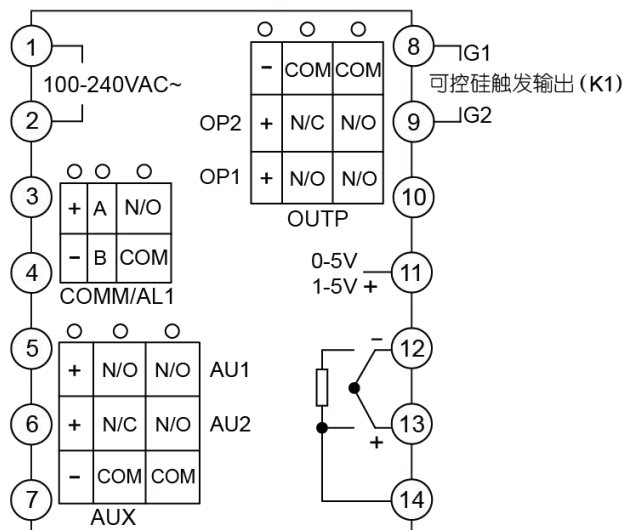 1
100-240VAC~
2
3
+ A N/O
4
- B COM
COMM/AL1
5
+ N/O N/O AU1
6
+ N/C N/O AU2
- COM COM
7
AUX
- COM COM
OP2 + N/C N/O
OP1 + N/O N/O
OUTP
8
G1
可控硅触发输出(K1)
9
G2
10
0-5V
1-5V +
11
-
12
13
+
14